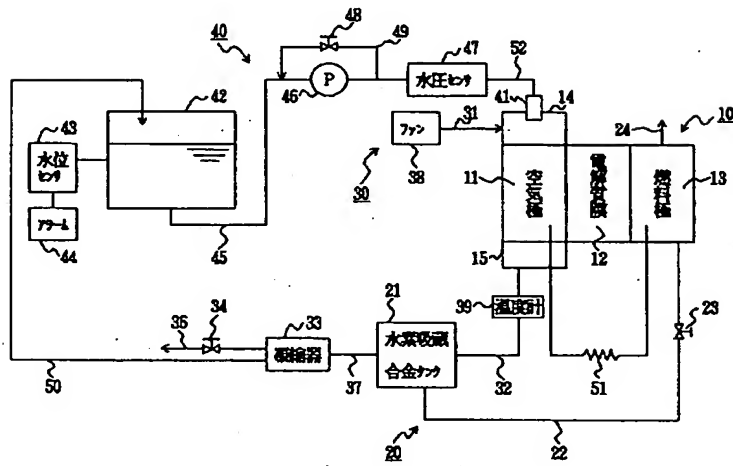 48
40
49
47
52
42
P
水圧センサ
14
46
41
31
24
10
43
ファン
水位
センサ
38
11
空気極
電解質膜
燃料極
13
30
アラーム
44
45
15
12
21
39
温度計
23
34
33
36
水素吸蔵
合金タンク
凝縮器
50
37
32
51
20
22